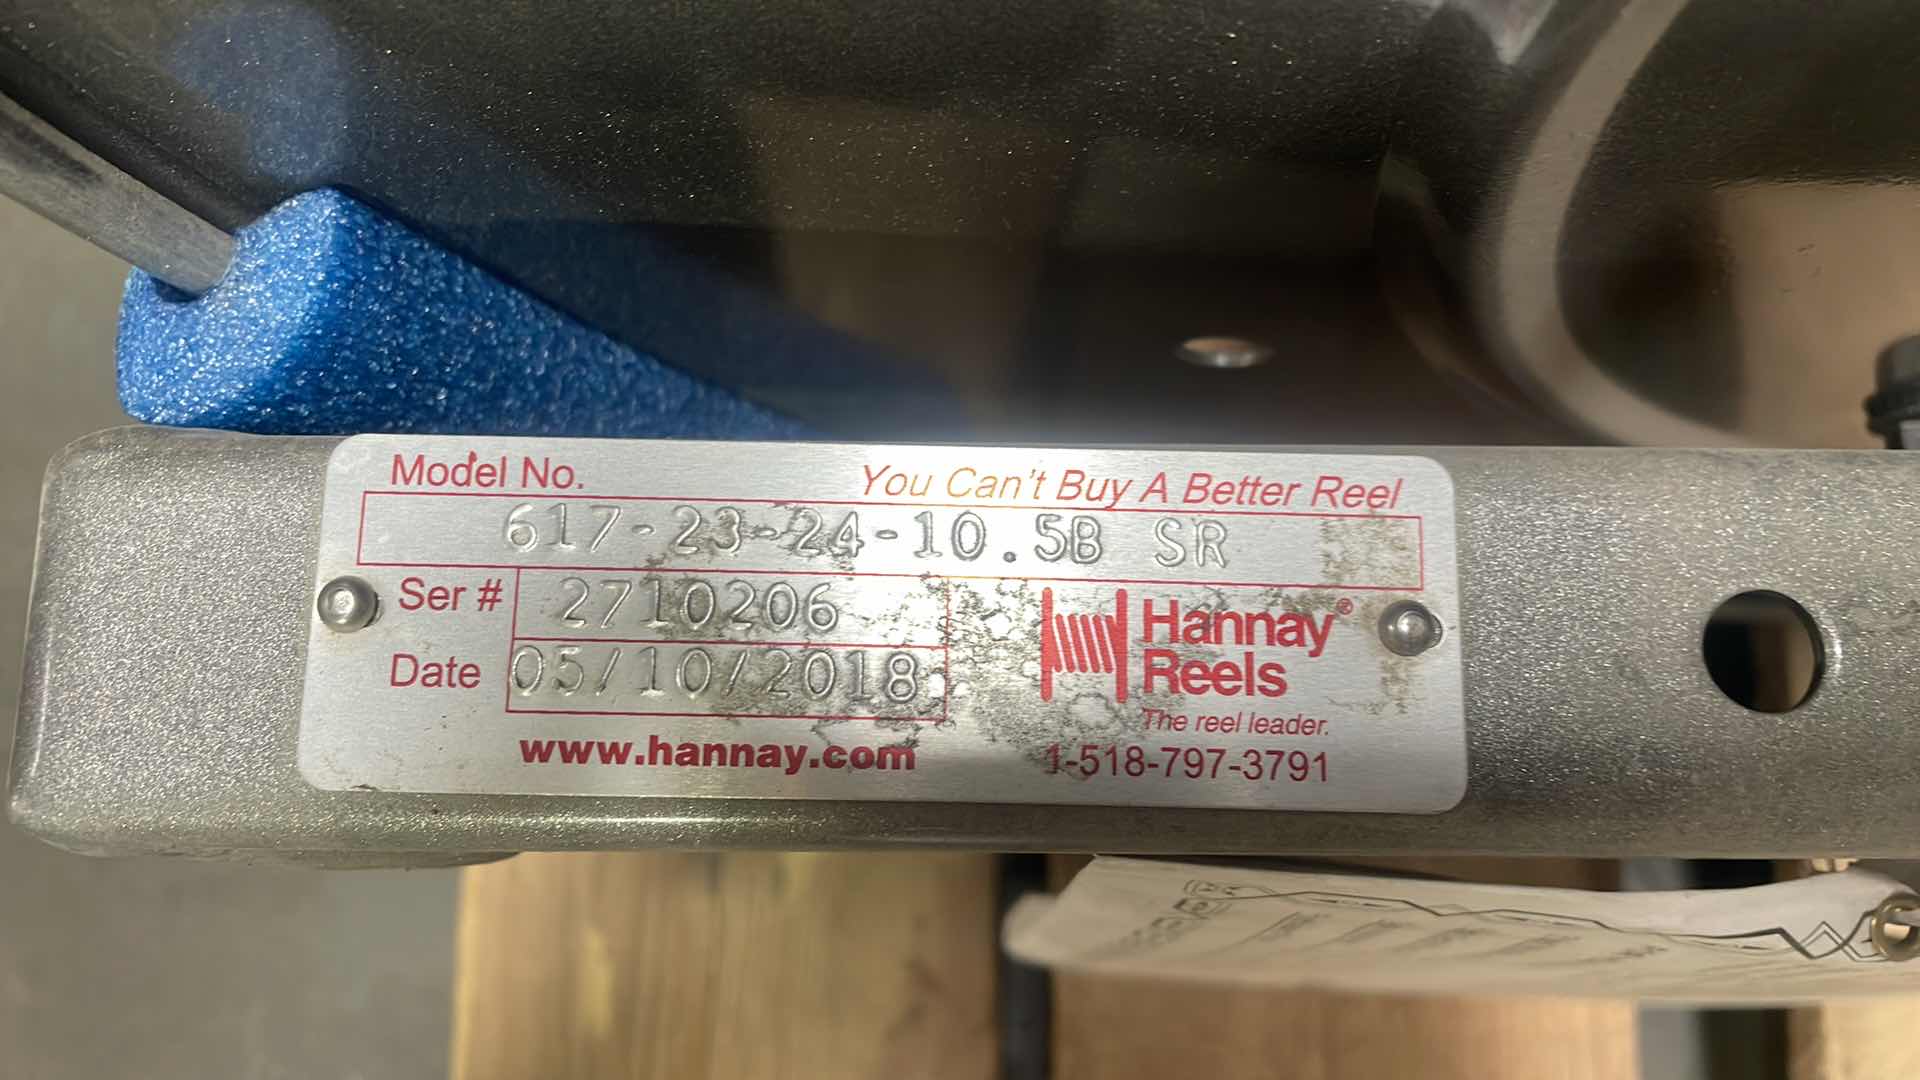 Model No.
You Can't Buy A Better Reel
617-23-24-10.5B SR
Ser # 2710206
Date 05/10/2018
Hannay®
Reels
The reel leader.
www.hannay.com
1-518-797-3791